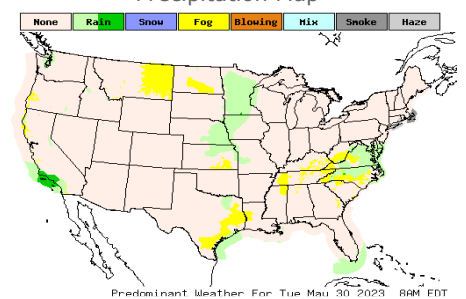 Precipitation Map
None Rain Snow Fog Blowing Mix Smoke Haze
Predominant Weather For Tue May 30 2023 8AM EDT